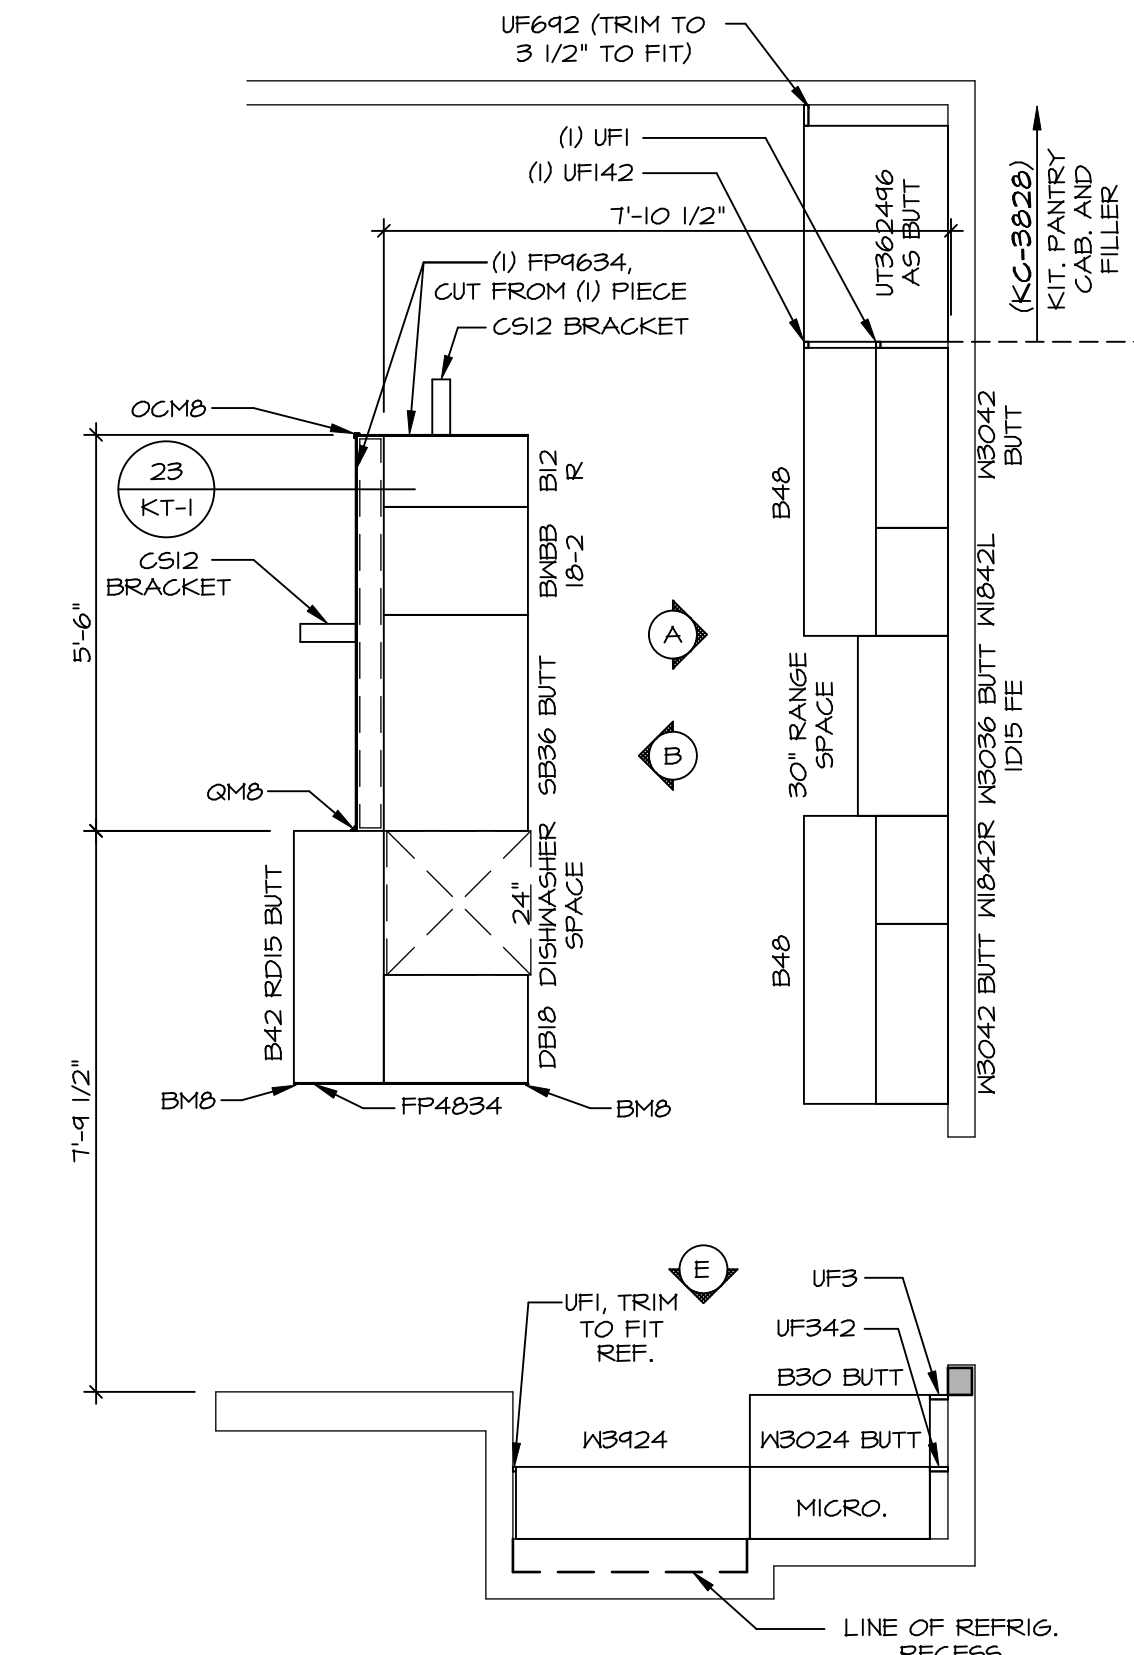 UF692 (TRIM TO
3 1/2" TO FIT)
(1) UF1
(1) UF142
7'-10 1/2"
UT362496
AS BUTT
(KC-3828)
KIT. PANTRY
CAB. AND
FILLER
(1) FP9634,
CUT FROM (1) PIECE
CS12 BRACKET
OCM8
23
KT-1
CS12
BRACKET
5'-6"
B12
R
BWBB
18-2
SB36 BUTT
24"
DISHWASHER
SPACE
DB18
QM8
B42 RD15 BUTT
7'-9 1/2"
BM8
FP4834
BM8
A
B
B48
30" RANGE
SPACE
B48
W3042
BUTT
W1842L
W3036 BUTT
1D15 FE
W1842R
W3042 BUTT
E
UF1, TRIM
TO FIT
REF.
UF3
UF342
B30 BUTT
W3924
W3024 BUTT
MICRO.
LINE OF REFRIG.
RECESS